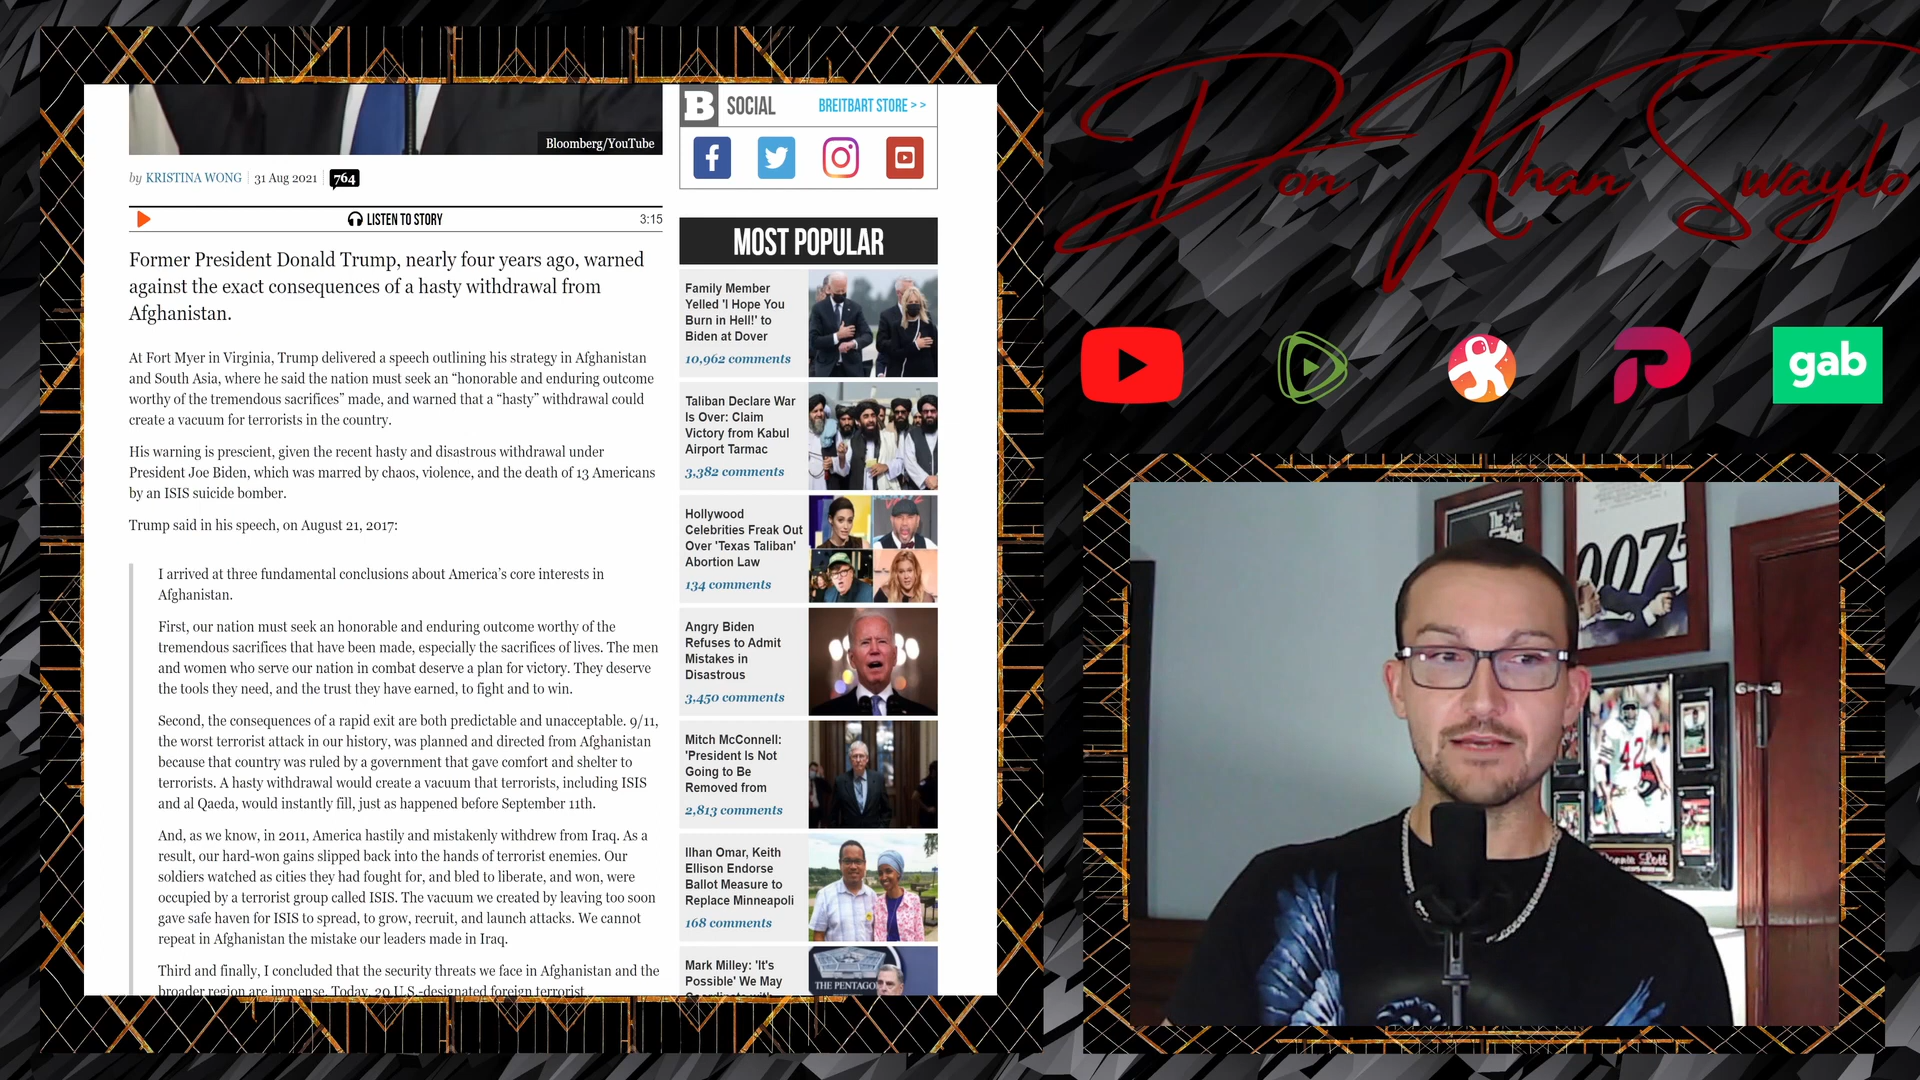 Bloomberg/YouTube
by KRISTINA WONG | 31 Aug 2021 | 764
LISTEN TO STORY 3:15
Former President Donald Trump, nearly four years ago, warned
against the exact consequences of a hasty withdrawal from
Afghanistan.
At Fort Myer in Virginia, Trump delivered a speech outlining his strategy in Afghanistan
and South Asia, where he said the nation must seek an “honorable and enduring outcome
worthy of the tremendous sacrifices” made, and warned that a “hasty” withdrawal could
create a vacuum for terrorists in the country.
His warning is prescient, given the recent hasty and disastrous withdrawal under
President Joe Biden, which was marred by chaos, violence, and the death of 13 Americans
by an ISIS suicide bomber.
Trump said in his speech, on August 21, 2017:
I arrived at three fundamental conclusions about America’s core interests in
Afghanistan.
First, our nation must seek an honorable and enduring outcome worthy of the
tremendous sacrifices that have been made, especially the sacrifices of lives. The men
and women who serve our nation in combat deserve a plan for victory. They deserve
the tools they need, and the trust they have earned, to fight and to win.
Second, the consequences of a rapid exit are both predictable and unacceptable. 9/11,
the worst terrorist attack in our history, was planned and directed from Afghanistan
because that country was ruled by a government that gave comfort and shelter to
terrorists. A hasty withdrawal would create a vacuum that terrorists, including ISIS
and al Qaeda, would instantly fill, just as happened before September 11th.
And, as we know, in 2011, America hastily and mistakenly withdrew from Iraq. As a
result, our hard-won gains slipped back into the hands of terrorist enemies. Our
soldiers watched as cities they had fought for, and bled to liberate, and won, were
occupied by a terrorist group called ISIS. The vacuum we created by leaving too soon
gave safe haven for ISIS to spread, to grow, recruit, and launch attacks. We cannot
repeat in Afghanistan the mistake our leaders made in Iraq.
Third and finally, I concluded that the security threats we face in Afghanistan and the
broader region are immense. Today, 20 U.S.-designated foreign terrorist
B SOCIAL BREITBART STORE > >
MOST POPULAR
Family Member
Yelled 'I Hope You
Burn in Hell!' to
Biden at Dover
10,962 comments
Taliban Declare War
Is Over: Claim
Victory from Kabul
Airport Tarmac
3,382 comments
Hollywood
Celebrities Freak Out
Over 'Texas Taliban'
Abortion Law
134 comments
Angry Biden
Refuses to Admit
Mistakes in
Disastrous
3,450 comments
Mitch McConnell:
'President Is Not
Going to Be
Removed from
2,813 comments
Ilhan Omar, Keith
Ellison Endorse
Ballot Measure to
Replace Minneapoli
168 comments
Mark Milley: 'It's
Possible' We May
THE PENTAGO
Don Khan Swaylo
gab
The
007
42